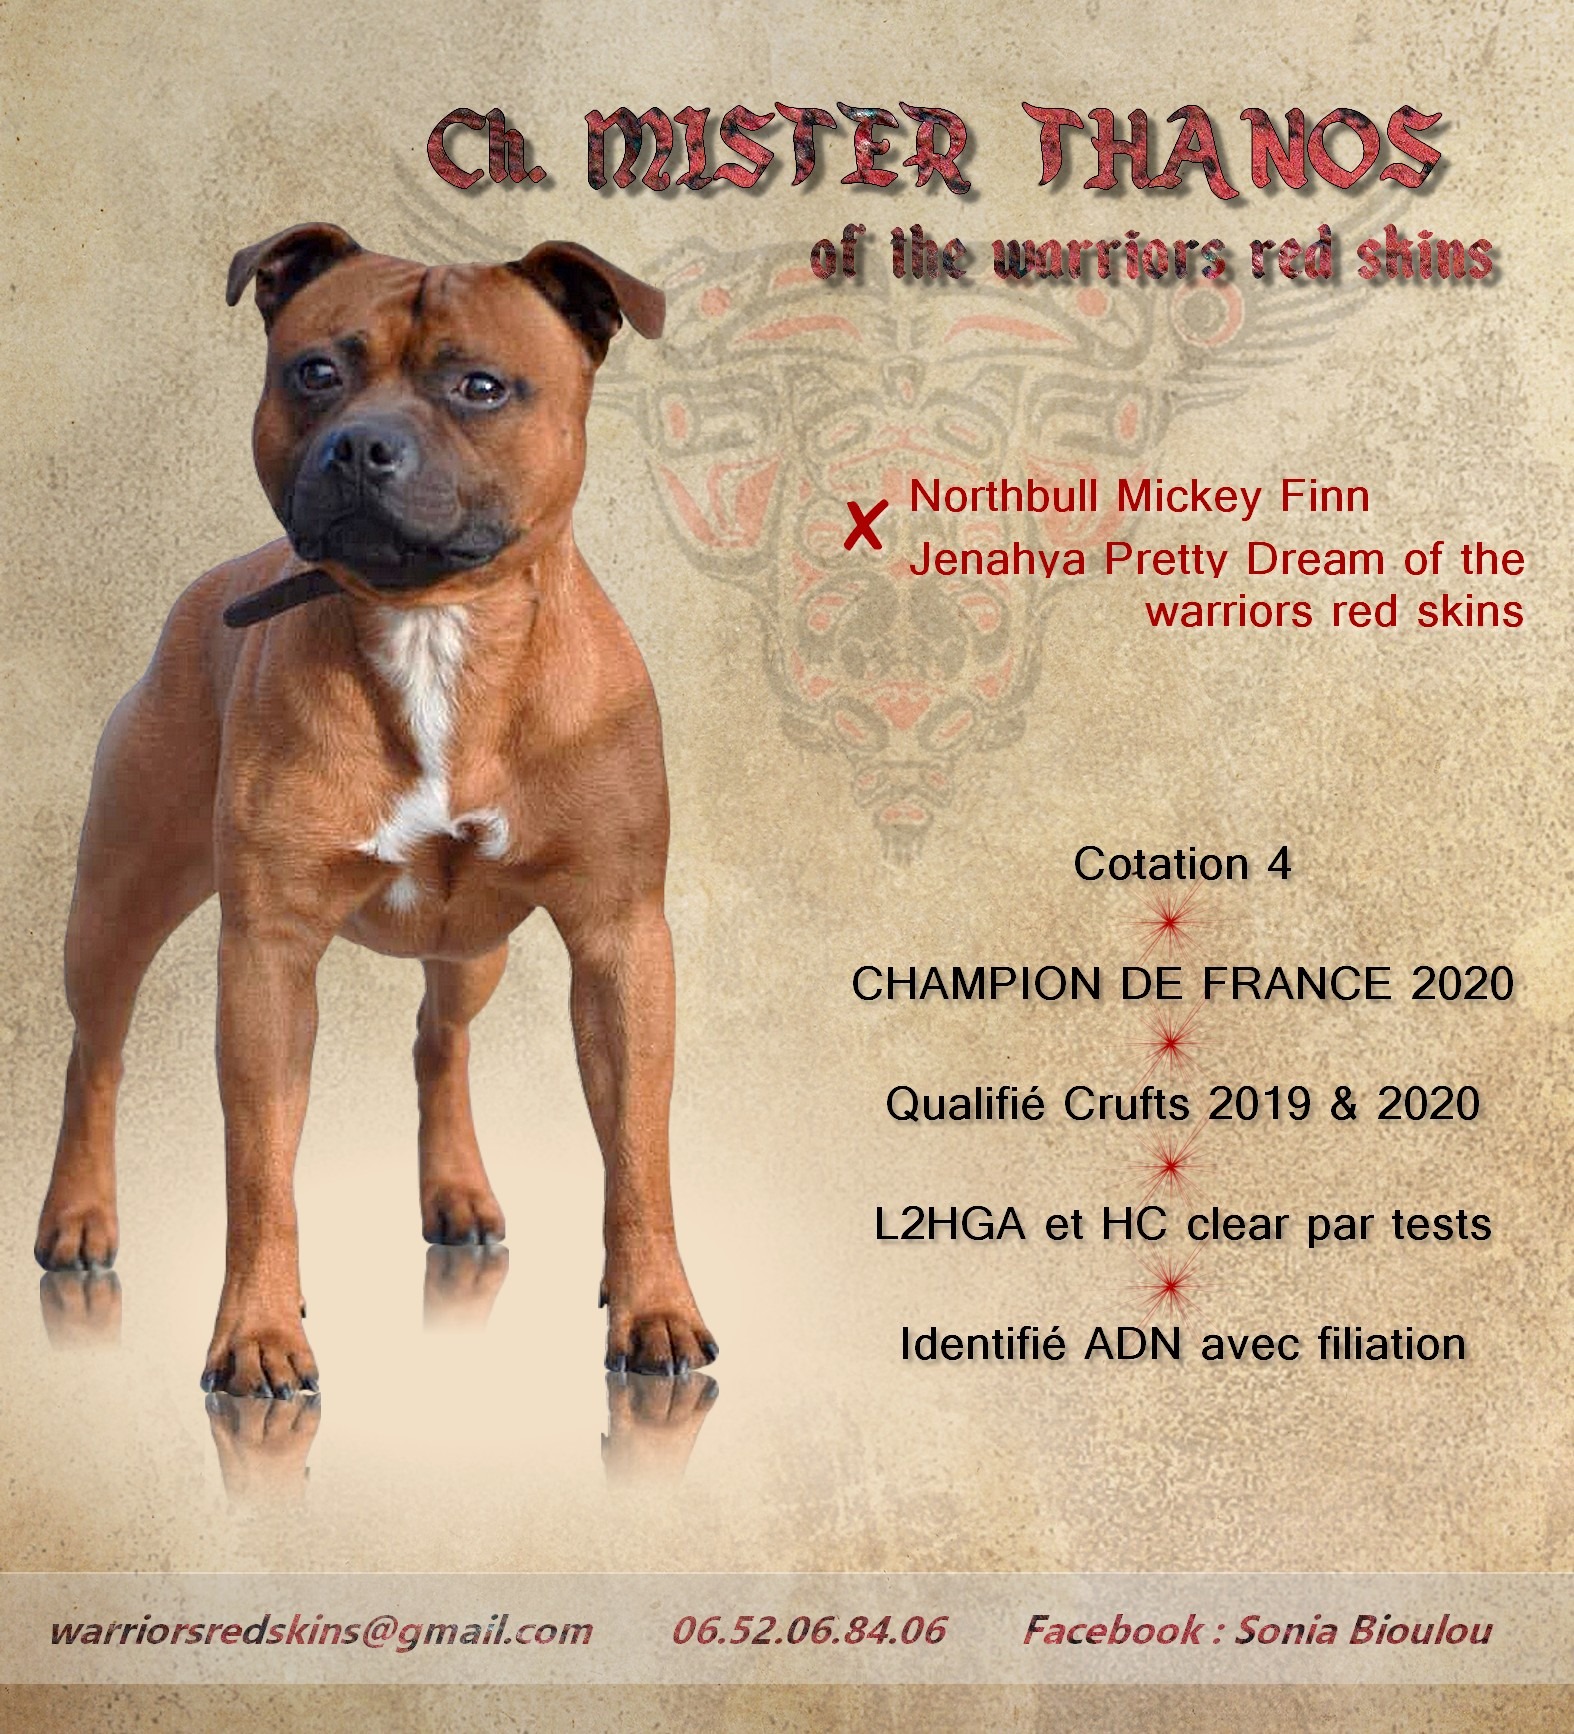 Ch. MISTER THANOS
of the warriors red skins
Northbull Mickey Finn
X
Jenahya Pretty Dream of the
warriors red skins
Cotation 4
CHAMPION DE FRANCE 2020
Qualifié Crufts 2019 & 2020
L2HGA et HC clear par tests
Identifié ADN avec filiation
warriorsredskins@gmail.com 06.52.06.84.06 Facebook : Sonia Bioulou